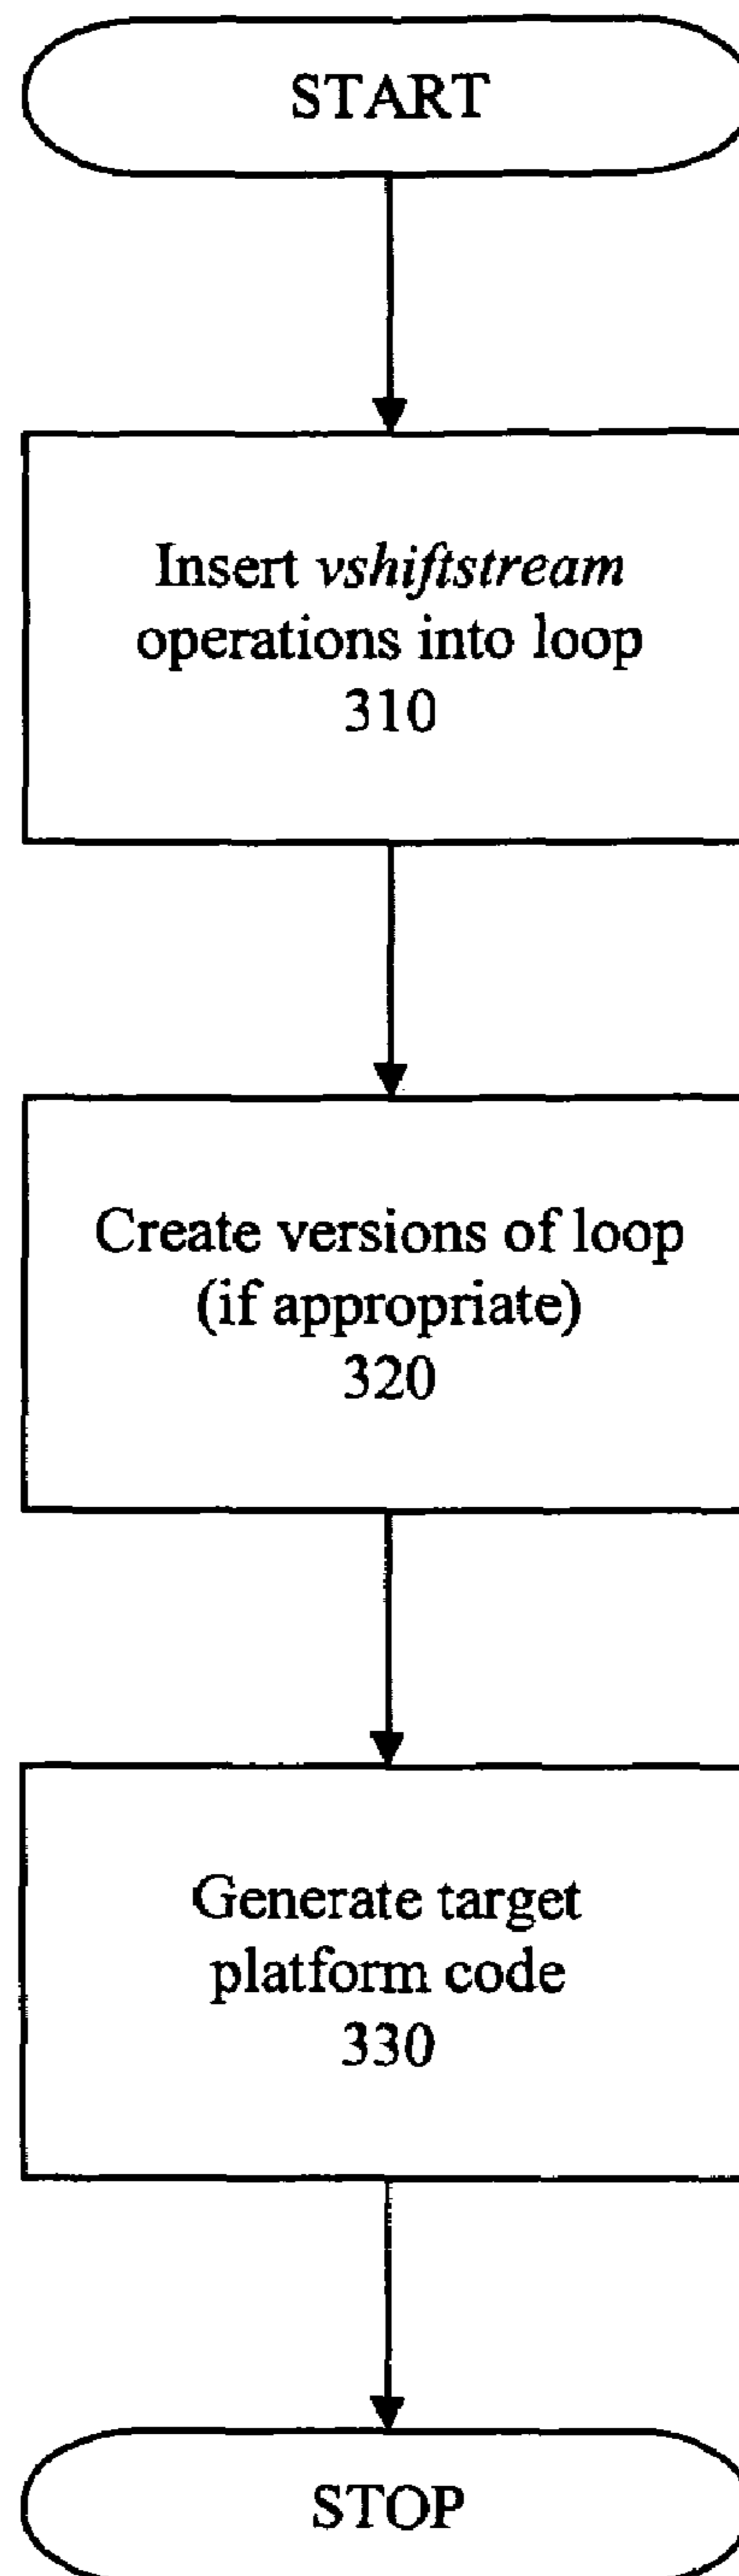 START
Insert vshiftstream
operations into loop
310
Create versions of loop
(if appropriate)
320
Generate target
platform code
330
STOP